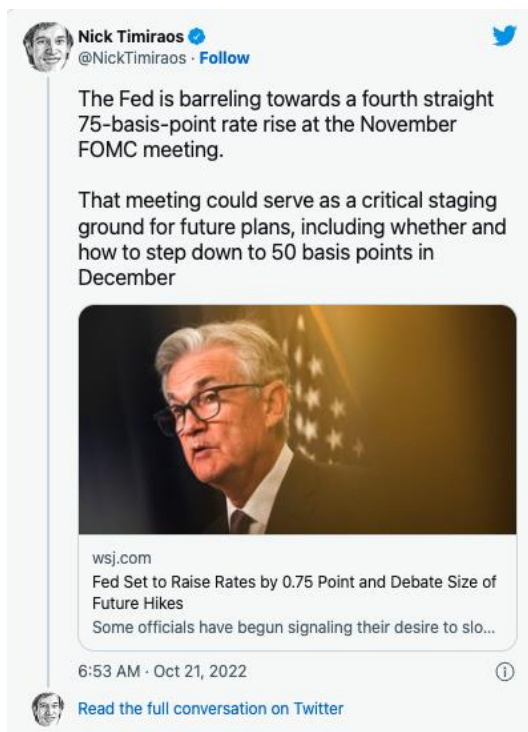 Nick Timiraos
@NickTimiraos · Follow
The Fed is barreling towards a fourth straight
75-basis-point rate rise at the November
FOMC meeting.
That meeting could serve as a critical staging
ground for future plans, including whether and
how to step down to 50 basis points in
December
wsj.com
Fed Set to Raise Rates by 0.75 Point and Debate Size of
Future Hikes
Some officials have begun signaling their desire to slo...
6:53 AM · Oct 21, 2022
Read the full conversation on Twitter